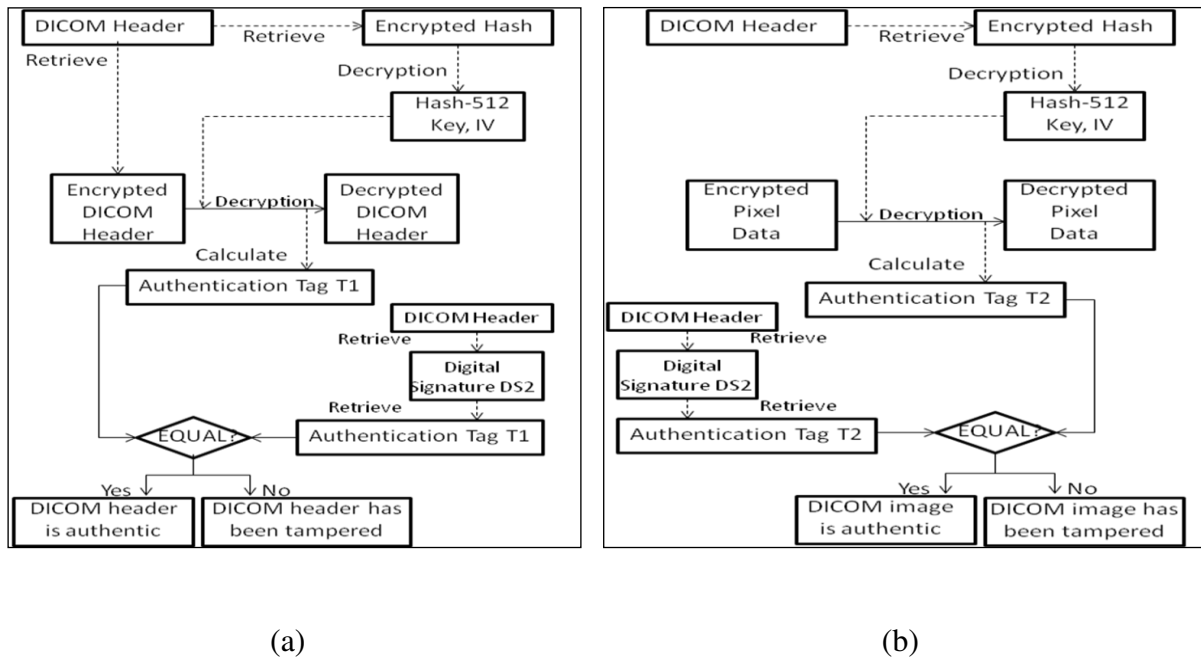 DICOM Header
Retrieve
Encrypted Hash
Retrieve
Decryption
Hash-512
Key, IV
Encrypted
DICOM
Header
Decryption
Decrypted
DICOM
Header
Calculate
Authentication Tag T1
DICOM Header
Retrieve
Digital
Signature DS2
Retrieve
Authentication Tag T1
EQUAL?
Yes
No
DICOM header
is authentic
DICOM header has
been tampered
(a)
DICOM Header
Retrieve
Encrypted Hash
Decryption
Hash-512
Key, IV
Encrypted
Pixel
Data
Decryption
Decrypted
Pixel
Data
Calculate
Authentication Tag T2
DICOM Header
Retrieve
Digital
Signature DS2
Retrieve
Authentication Tag T2
EQUAL?
Yes
No
DICOM image
is authentic
DICOM image has
been tampered
(b)